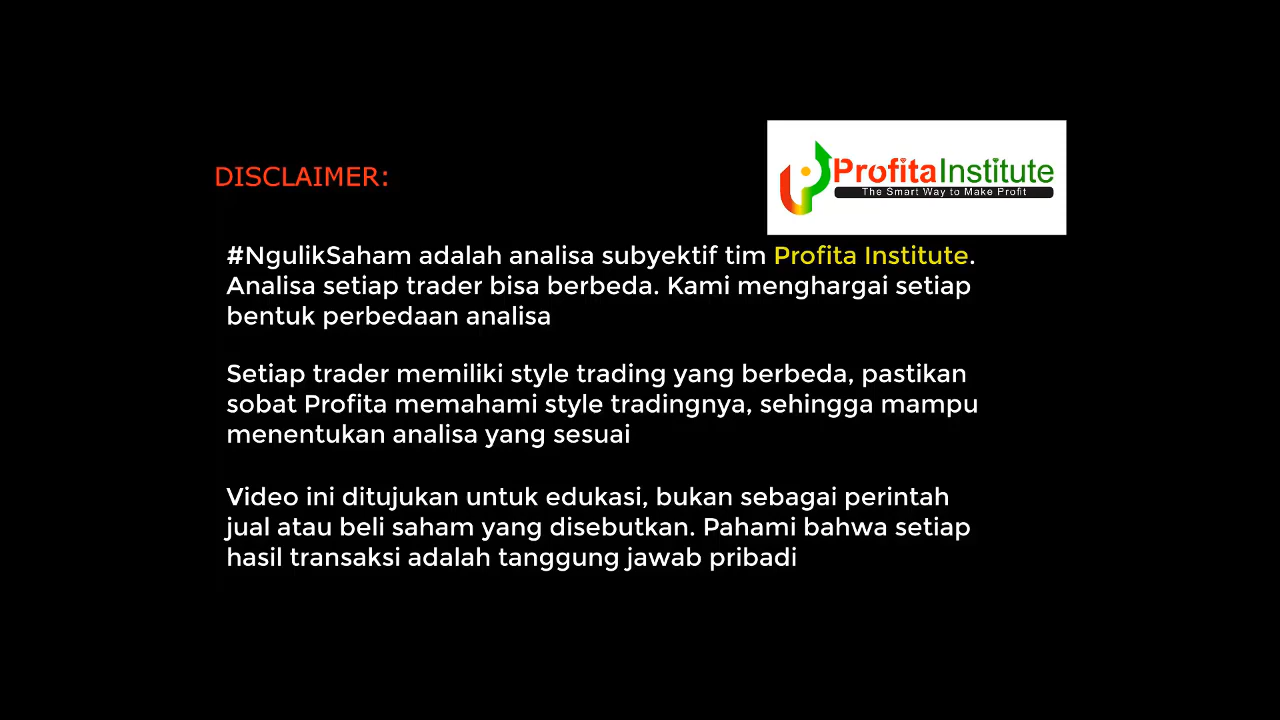 DISCLAIMER:
ProfitaInstitute
The Smart Way to Make Profit
#NgulikSaham adalah analisa subyektif tim Profita Institute.
Analisa setiap trader bisa berbeda. Kami menghargai setiap
bentuk perbedaan analisa
Setiap trader memiliki style trading yang berbeda, pastikan
sobat Profita memahami style tradingnya, sehingga mampu
menentukan analisa yang sesuai
Video ini ditujukan untuk edukasi, bukan sebagai perintah
jual atau beli saham yang disebutkan. Pahami bahwa setiap
hasil transaksi adalah tanggung jawab pribadi